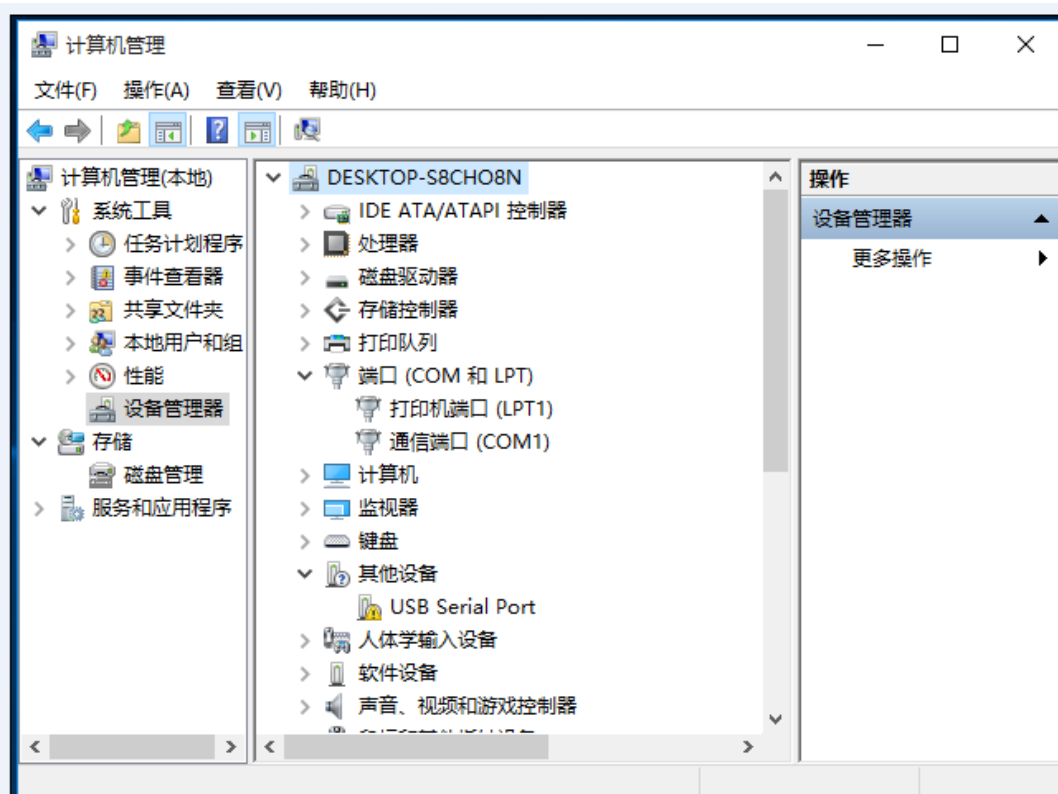 计算机管理
文件(F) 操作(A) 查看(V) 帮助(H)
计算机管理(本地)
系统工具
任务计划程序
事件查看器
共享文件夹
本地用户和组
性能
设备管理器
存储
磁盘管理
服务和应用程序
DESKTOP-S8CHO8N
IDE ATA/ATAPI 控制器
处理器
磁盘驱动器
存储控制器
打印队列
端口 (COM 和 LPT)
打印机端口 (LPT1)
通信端口 (COM1)
计算机
监视器
键盘
其他设备
USB Serial Port
人体学输入设备
软件设备
声音、视频和游戏控制器
操作
设备管理器
更多操作